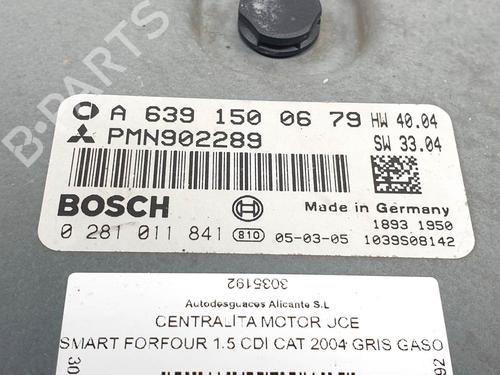 A 639 150 06 79 HW 40.04
PMN902289 SW 33.04
BOSCH
Made in Germany
1893 1950
0 281 011 841 810 05-03-05 1039S08142
3035192
Autodesguaces Alicante S.L
CENTRALITA MOTOR UCE
SMART FORFOUR 1.5 CDI CAT 2004 GRIS GASO
B-PARTS